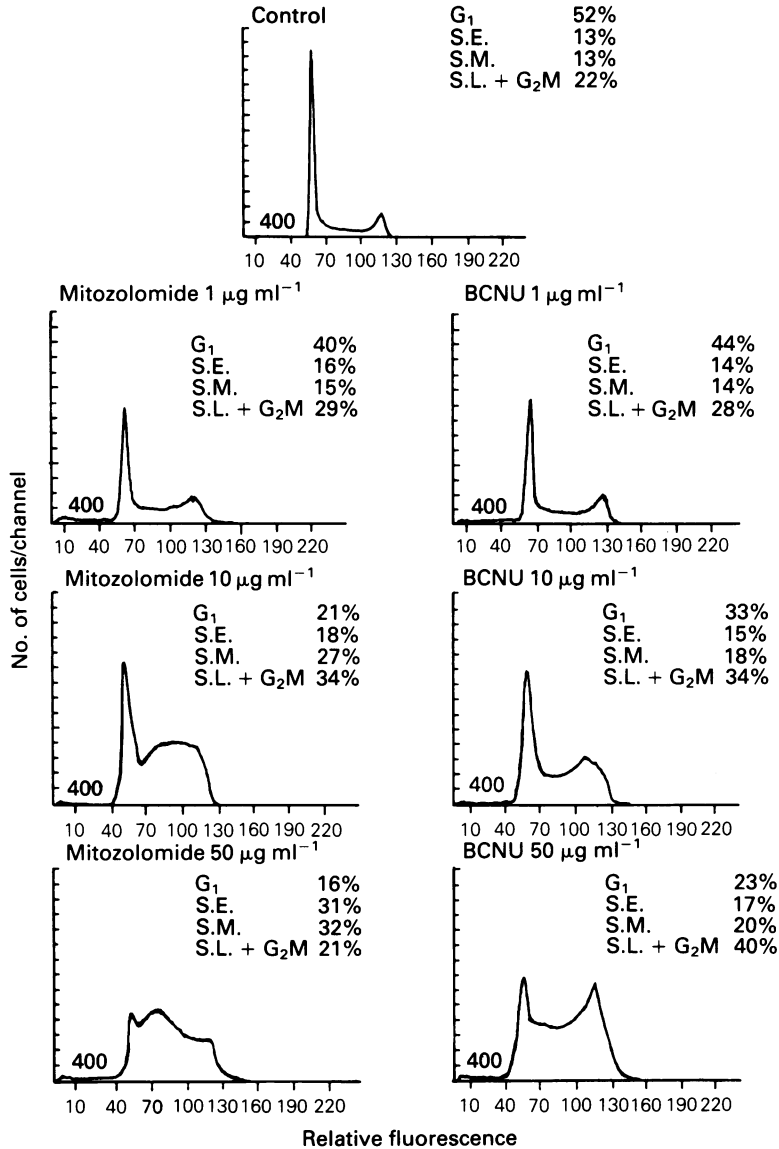 Control
G₁ 52%
S.E. 13%
S.M. 13%
S.L. + G₂M 22%
400
10 40 70 100 130 160 190 220
Mitozolomide 1 μg ml⁻¹
G₁ 40%
S.E. 16%
S.M. 15%
S.L. + G₂M 29%
400
10 40 70 100 130 160 190 220
BCNU 1 μg ml⁻¹
G₁ 44%
S.E. 14%
S.M. 14%
S.L. + G₂M 28%
400
10 40 70 100 130 160 190 220
No. of cells/channel
Mitozolomide 10 μg ml⁻¹
G₁ 21%
S.E. 18%
S.M. 27%
S.L. + G₂M 34%
400
10 40 70 100 130 160 190 220
BCNU 10 μg ml⁻¹
G₁ 33%
S.E. 15%
S.M. 18%
S.L. + G₂M 34%
400
10 40 70 100 130 160 190 220
Mitozolomide 50 μg ml⁻¹
G₁ 16%
S.E. 31%
S.M. 32%
S.L. + G₂M 21%
400
10 40 70 100 130 160 190 220
BCNU 50 μg ml⁻¹
G₁ 23%
S.E. 17%
S.M. 20%
S.L. + G₂M 40%
400
10 40 70 100 130 160 190 220
Relative fluorescence